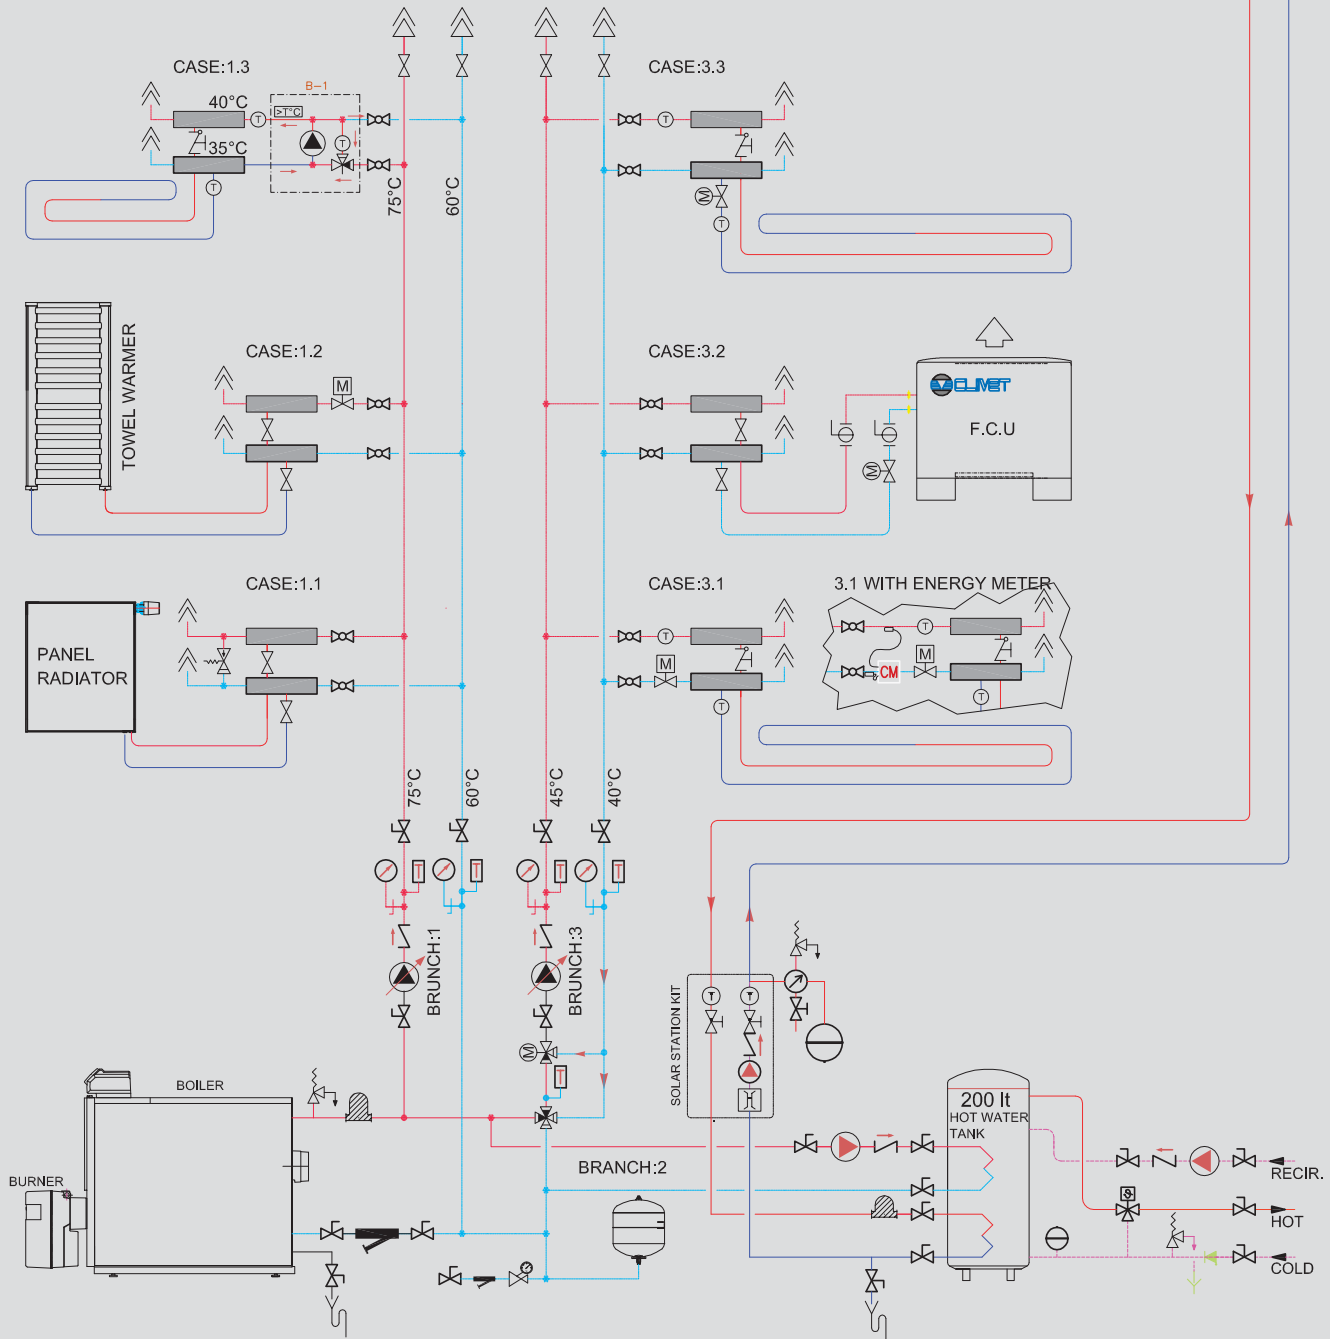 CASE:1.3
B-1
40°C
>T°C
T
T
35°C
T
75°C
60°C
CASE:3.3
T
M
T
TOWEL WARMER
CASE:1.2
M
CASE:3.2
M
CLIVET
F.C.U
CASE:1.1
PANEL
RADIATOR
CASE:3.1
T
M
T
3.1 WITH ENERGY METER
T
M
CM
T
75°C
60°C
45°C
40°C
T
T
T
T
BRUNCH:1
BRUNCH:3
M
T
SOLAR STATION KIT
T
T
BOILER
BURNER
BRANCH:2
200 lt
HOT WATER
TANK
RECIR.
HOT
COLD